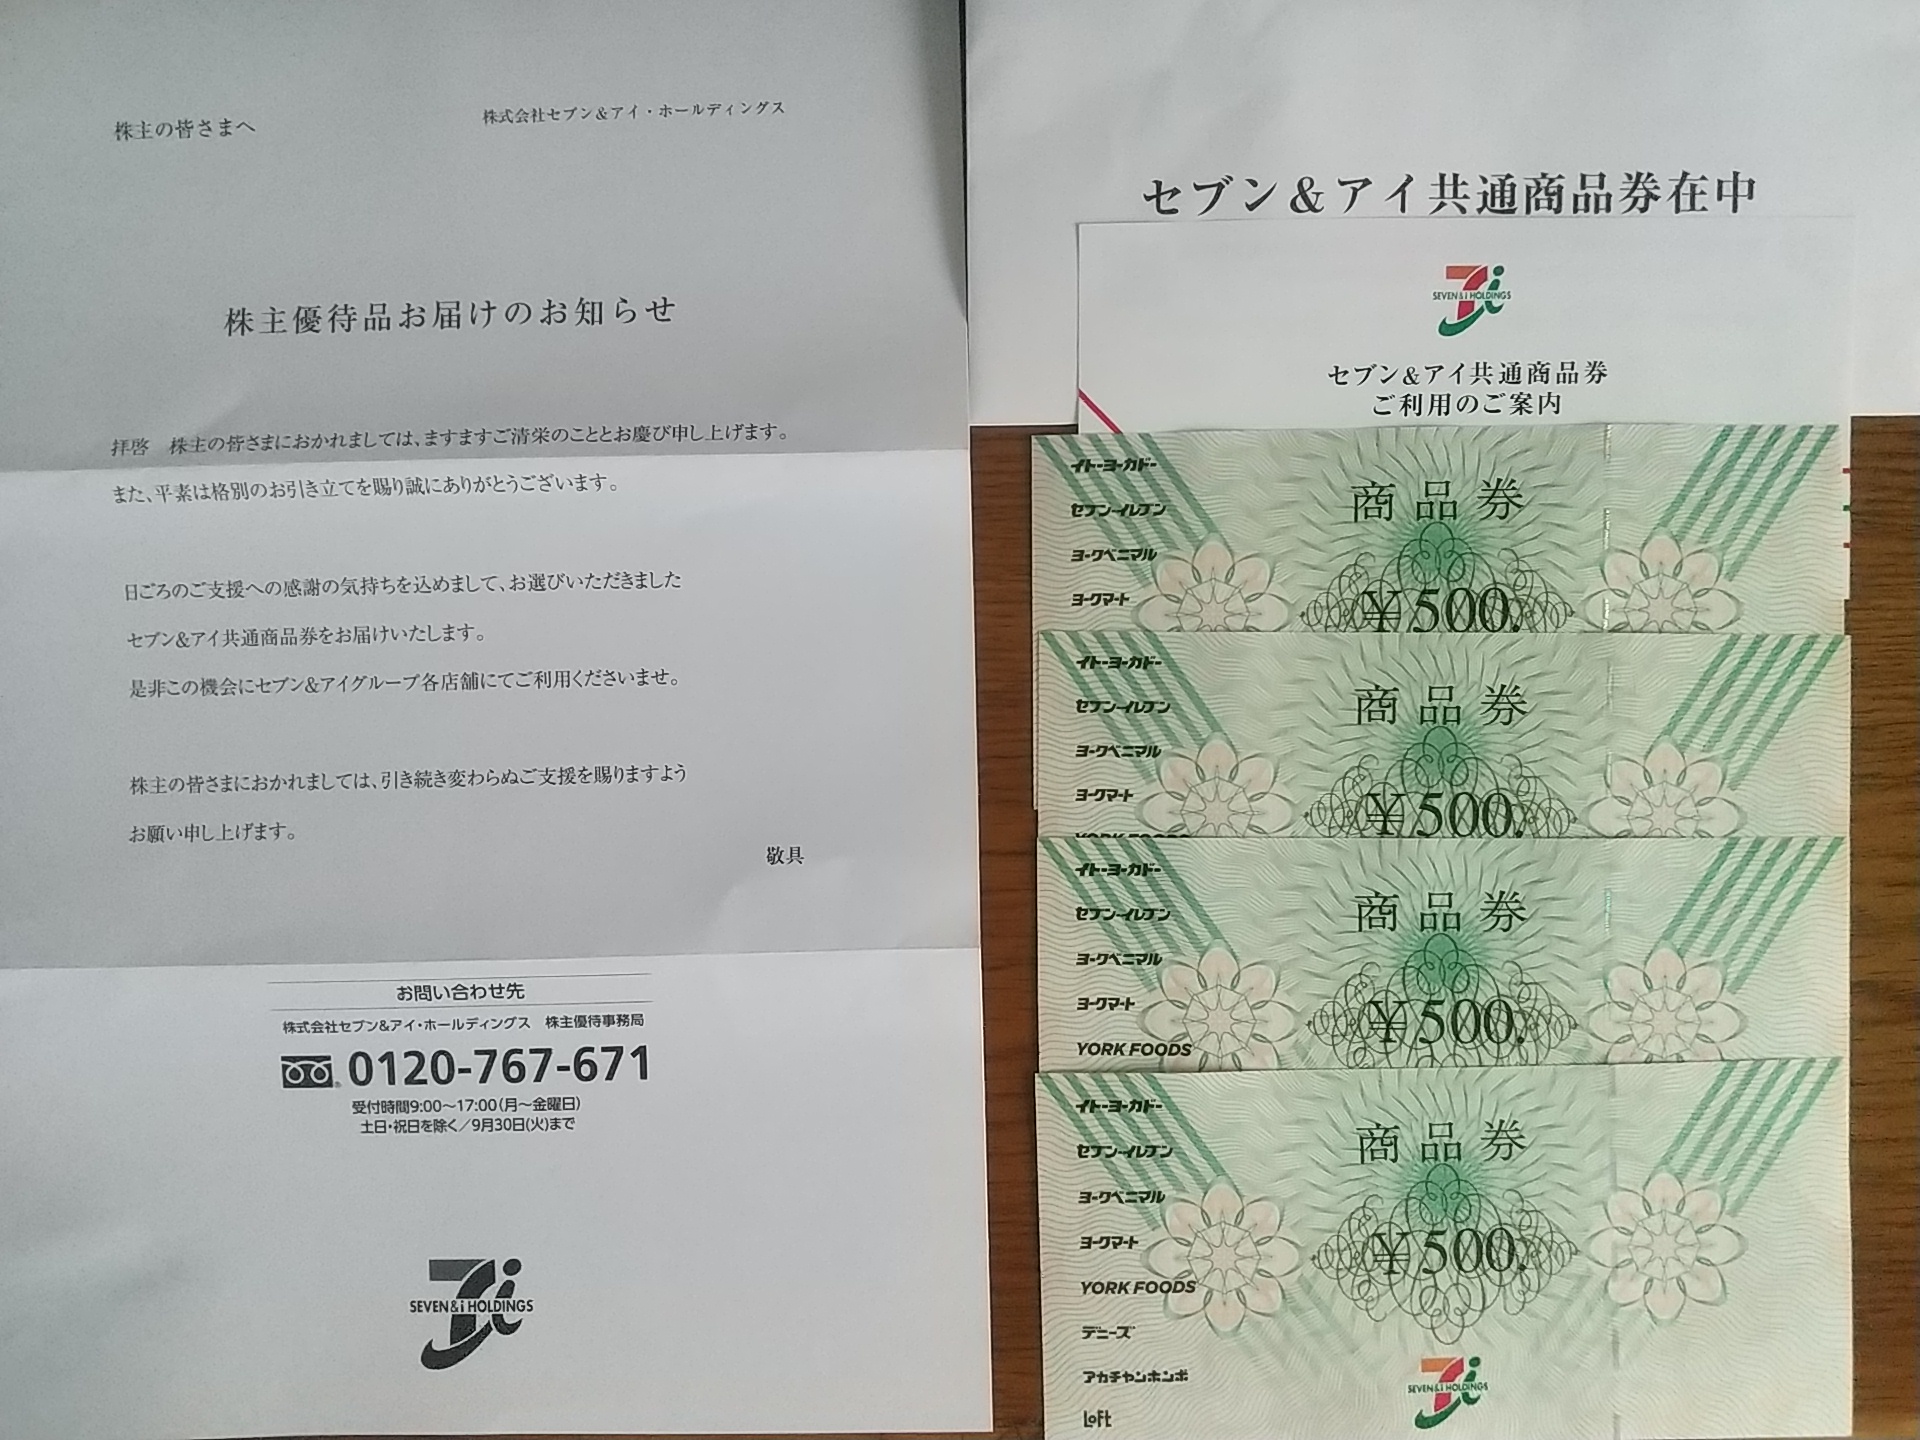 株主の皆さまへ
株式会社セブン＆アイ・ホールディングス
株主優待品お届けのお知らせ
拝啓　株主の皆さまにおかれましては、ますますご清栄のこととお慶び申し上げます。
また、平素は格別のお引き立てを賜り誠にありがとうございます。
日ごろのご支援への感謝の気持ちを込めまして、お選びいただきました
セブン&アイ共通商品券をお届けいたします。
是非この機会にセブン&アイグループ各店舗にてご利用くださいませ。
株主の皆さまにおかれましては、引き続き変わらぬご支援を賜りますよう
お願い申し上げます。
敬具
お問い合わせ先
株式会社セブン&アイ・ホールディングス　株主優待事務局
0120-767-671
受付時間9:00～17:00（月～金曜日）
土日・祝日を除く／9月30日(火)まで
SEVEN&i HOLDINGS
セブン＆アイ共通商品券在中
SEVEN&i HOLDINGS
セブン&アイ共通商品券
ご利用のご案内
イトーヨーカドー
セブン-イレブン
ヨークベニマル
ヨークマート
商品券
￥500.
イトーヨーカドー
セブン-イレブン
ヨークベニマル
ヨークマート
YORK FOODS
商品券
￥500.
イトーヨーカドー
セブン-イレブン
ヨークベニマル
ヨークマート
YORK FOODS
商品券
￥500.
イトーヨーカドー
セブン-イレブン
ヨークベニマル
ヨークマート
YORK FOODS
デニーズ
アカチャンホンポ
LOFT
商品券
￥500.
SEVEN&i HOLDINGS